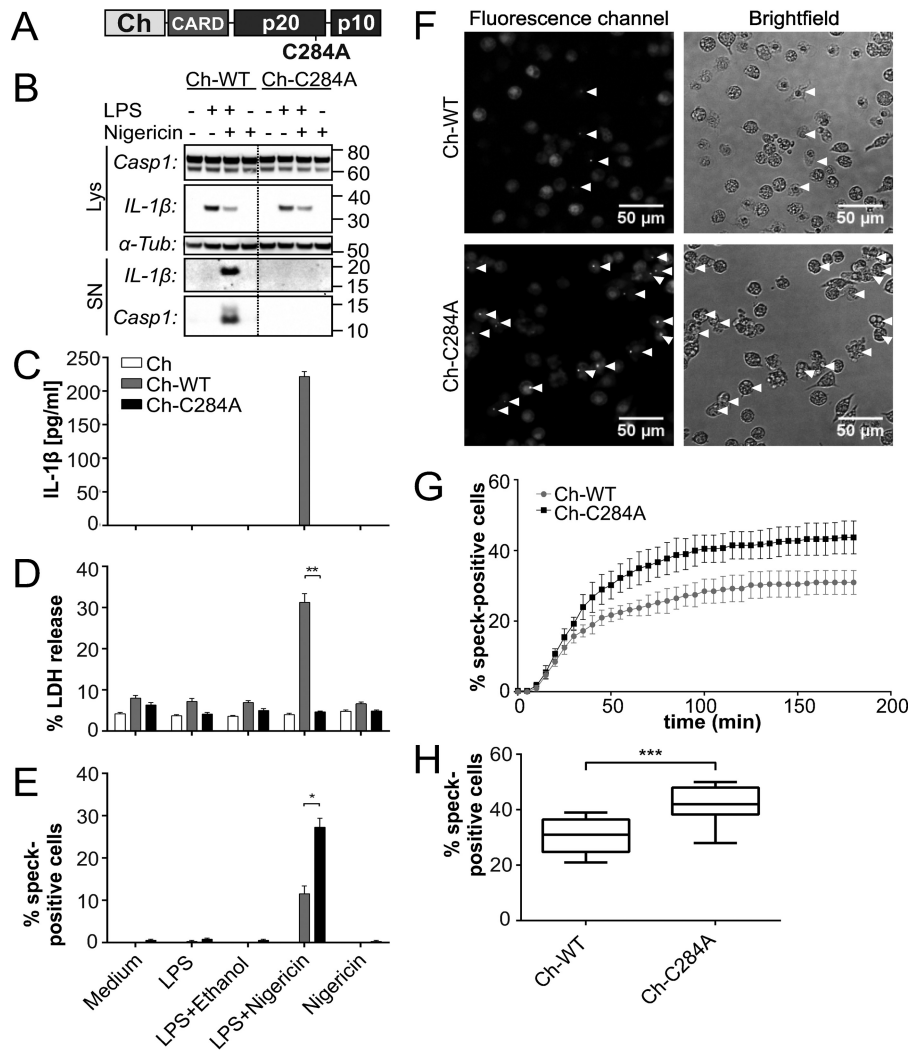 A
Ch CARD p20 p10
C284A
B
Ch-WT Ch-C284A
LPS - + + - - + + -
Nigericin - - + + - - + +
Lys
Casp1: 80
60
IL-1β: 40
30
α-Tub: 50
SN
IL-1β: 20
15
Casp1: 15
10
C
Ch
Ch-WT
Ch-C284A
IL-1β [pg/ml]
250
200
150
100
50
0
D
% LDH release
40
30
20
10
0
**
E
% speck-
positive cells
40
30
20
10
0
*
Medium
LPS
LPS+Ethanol
LPS+Nigericin
Nigericin
F
Fluorescence channel Brightfield
Ch-WT
50 µm 50 µm
Ch-C284A
50 µm 50 µm
G
% speck-positive cells
60
40
20
0
Ch-WT
Ch-C284A
50 100 150 200
time (min)
H
% speck-
positive cells
60
40
20
0
***
Ch-WT
Ch-C284A